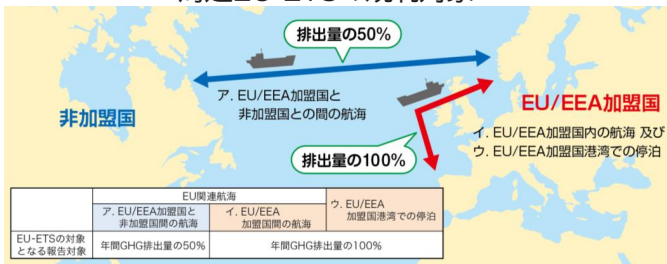 排出量の50%
ア. EU/EEA加盟国と
非加盟国との間の航海
非加盟国
EU/EEA加盟国
イ. EU/EEA加盟国内の航海 及び
ウ. EU/EEA加盟国港湾での停泊
排出量の100%
EU関連航海
ア. EU/EEA加盟国と
非加盟国間の航海
イ. EU/EEA
加盟国間の航海
ウ. EU/EEA
加盟国港湾での停泊
EU-ETSの対象
となる報告対象
年間GHG排出量の50%
年間GHG排出量の100%